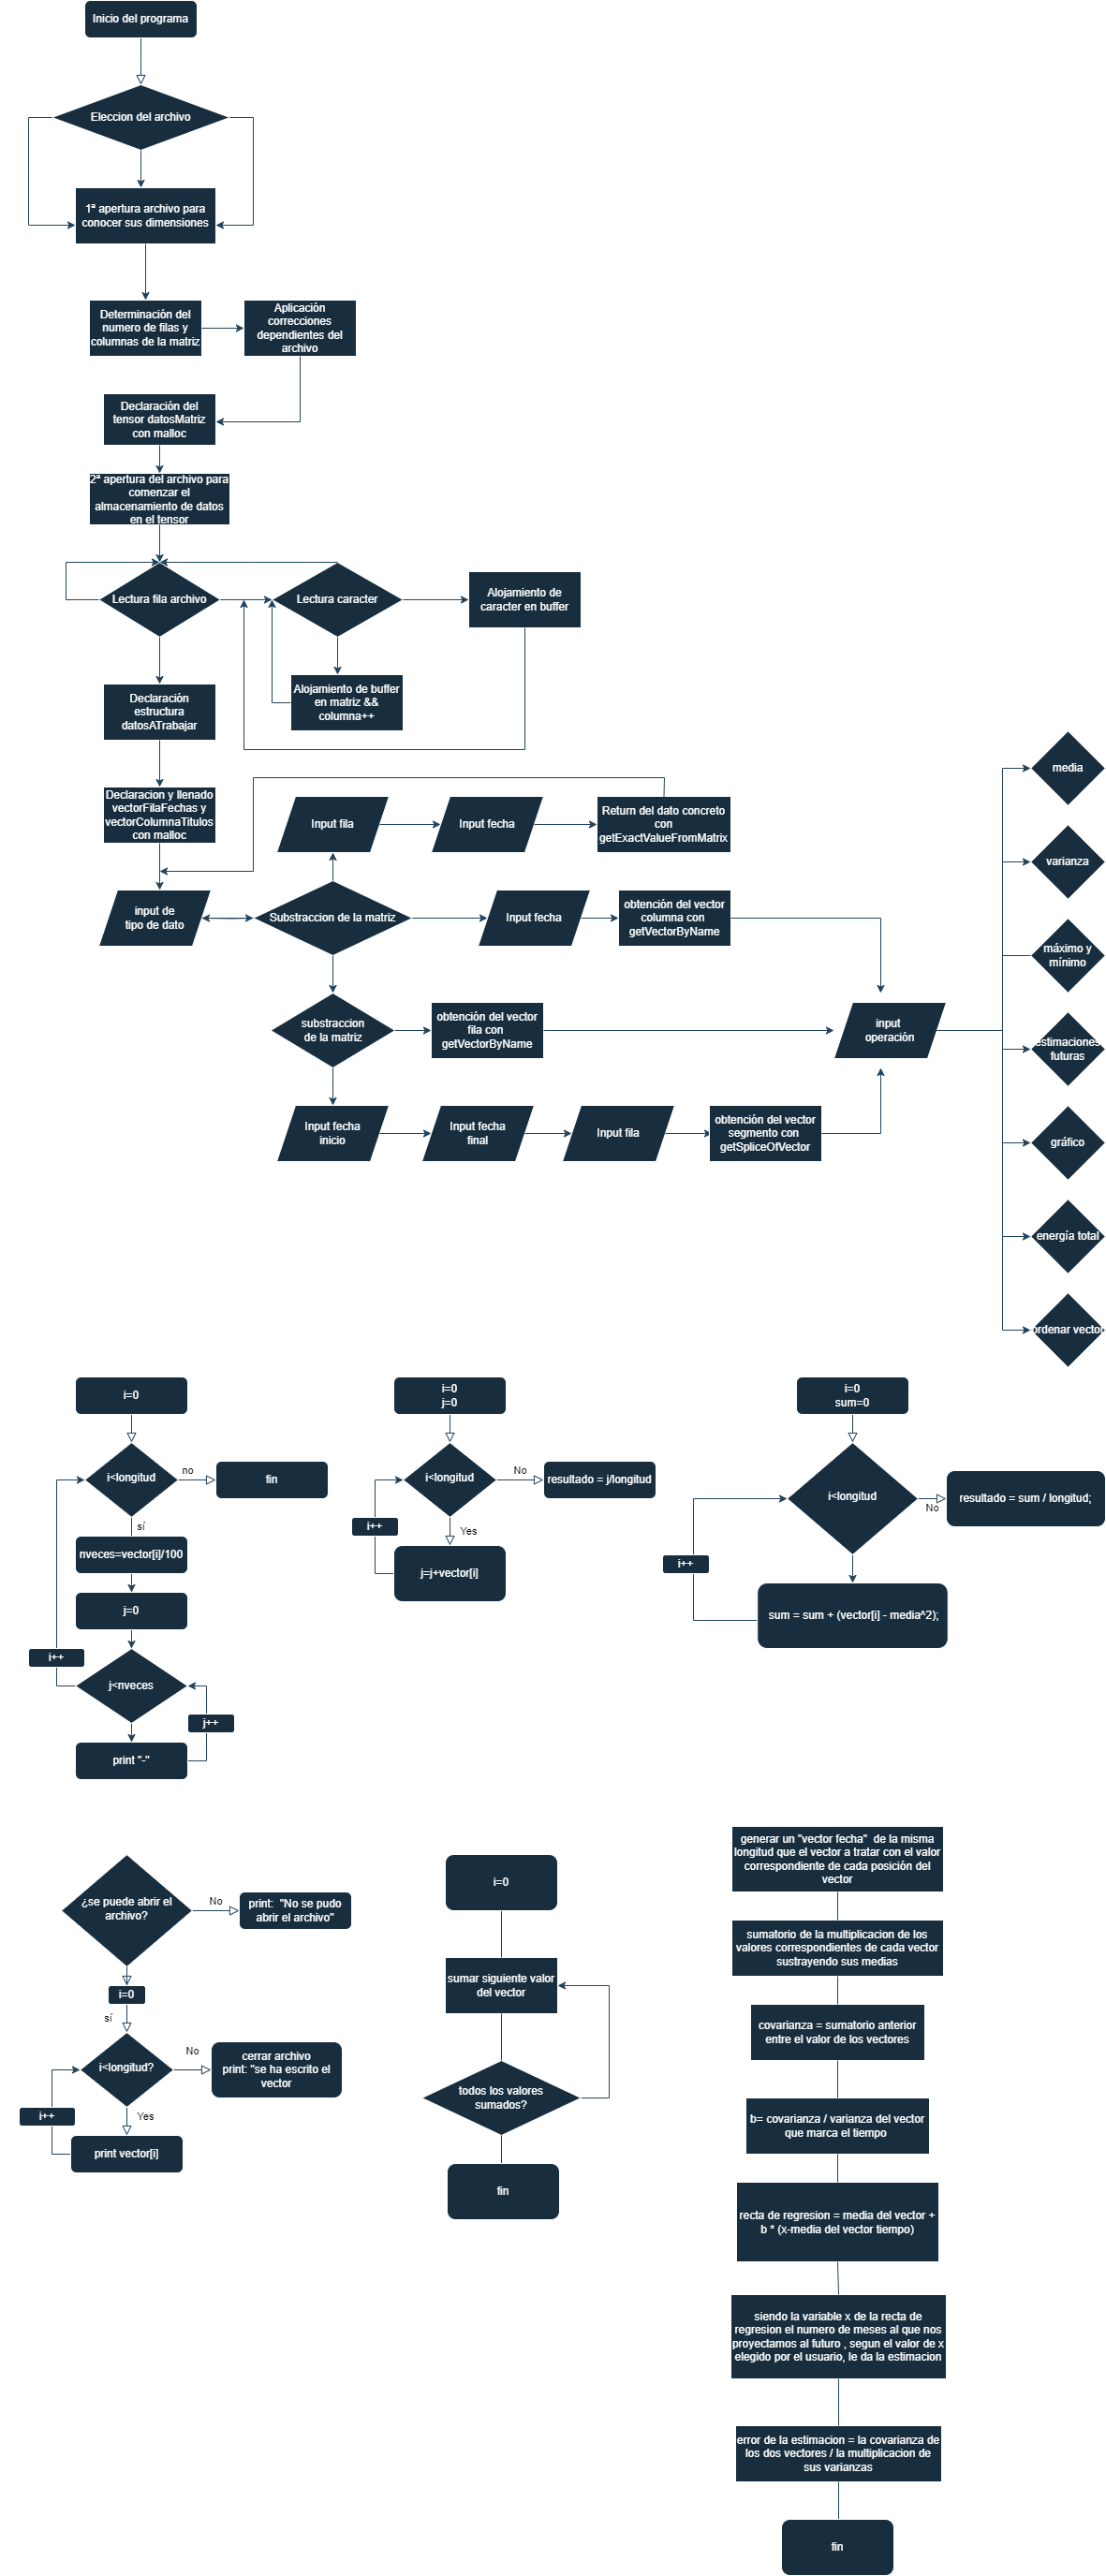 Inicio del programa
Eleccion del archivo
1ª apertura archivo para
conocer sus dimensiones
Determinación del
numero de filas y
columnas de la matriz
Aplicación
correcciones
dependientes del
archivo
Declaración del
tensor datosMatriz
con malloc
2ª apertura del archivo para
comenzar el
almacenamiento de datos
en el tensor
Lectura fila archivo
Lectura caracter
Alojamiento de
caracter en buffer
Declaración
estructura
datosATrabajar
Alojamiento de buffer
en matriz &&
columna++
Declaracion y llenado
vectorFilaFechas y
vectorColumnaTitulos
con malloc
Input fila
Input fecha
Return del dato concreto
con
getExactValueFromMatrix
input de
tipo de dato
Substraccion de la matriz
Input fecha
obtención del vector
columna con
getVectorByName
substraccion
de la matriz
obtención del vector
fila con
getVectorByName
input
operación
Input fecha
inicio
Input fecha
final
Input fila
obtención del vector
segmento con
getSpliceOfVector
media
varianza
máximo y
mínimo
estimaciones
futuras
gráfico
energía total
ordenar vector
i=0
i<longitud
no
fin
sí
nveces=vector[i]/100
j=0
i++
j<nveces
j++
print "-"
i=0
j=0
i<longitud
No
resultado = j/longitud
i++
Yes
j=j+vector[i]
i=0
sum=0
i<longitud
No
resultado = sum / longitud;
i++
sum = sum + (vector[i] - media^2);
¿se puede abrir el
archivo?
No
print: "No se pudo
abrir el archivo"
i=0
sí
i<longitud?
No
cerrar archivo
print: "se ha escrito el
vector
i++
Yes
print vector[i]
i=0
sumar siguiente valor
del vector
todos los valores
sumados?
fin
generar un "vector fecha" de la misma
longitud que el vector a tratar con el valor
correspondiente de cada posición del
vector
sumatorio de la multiplicacion de los
valores correspondientes de cada vector
sustrayendo sus medias
covarianza = sumatorio anterior
entre el valor de los vectores
b= covarianza / varianza del vector
que marca el tiempo
recta de regresion = media del vector +
b * (x-media del vector tiempo)
siendo la variable x de la recta de
regresion el numero de meses al que nos
proyectamos al futuro , segun el valor de x
elegido por el usuario, le da la estimacion
error de la estimacion = la covarianza de
los dos vectores / la multiplicacion de
sus varianzas
fin